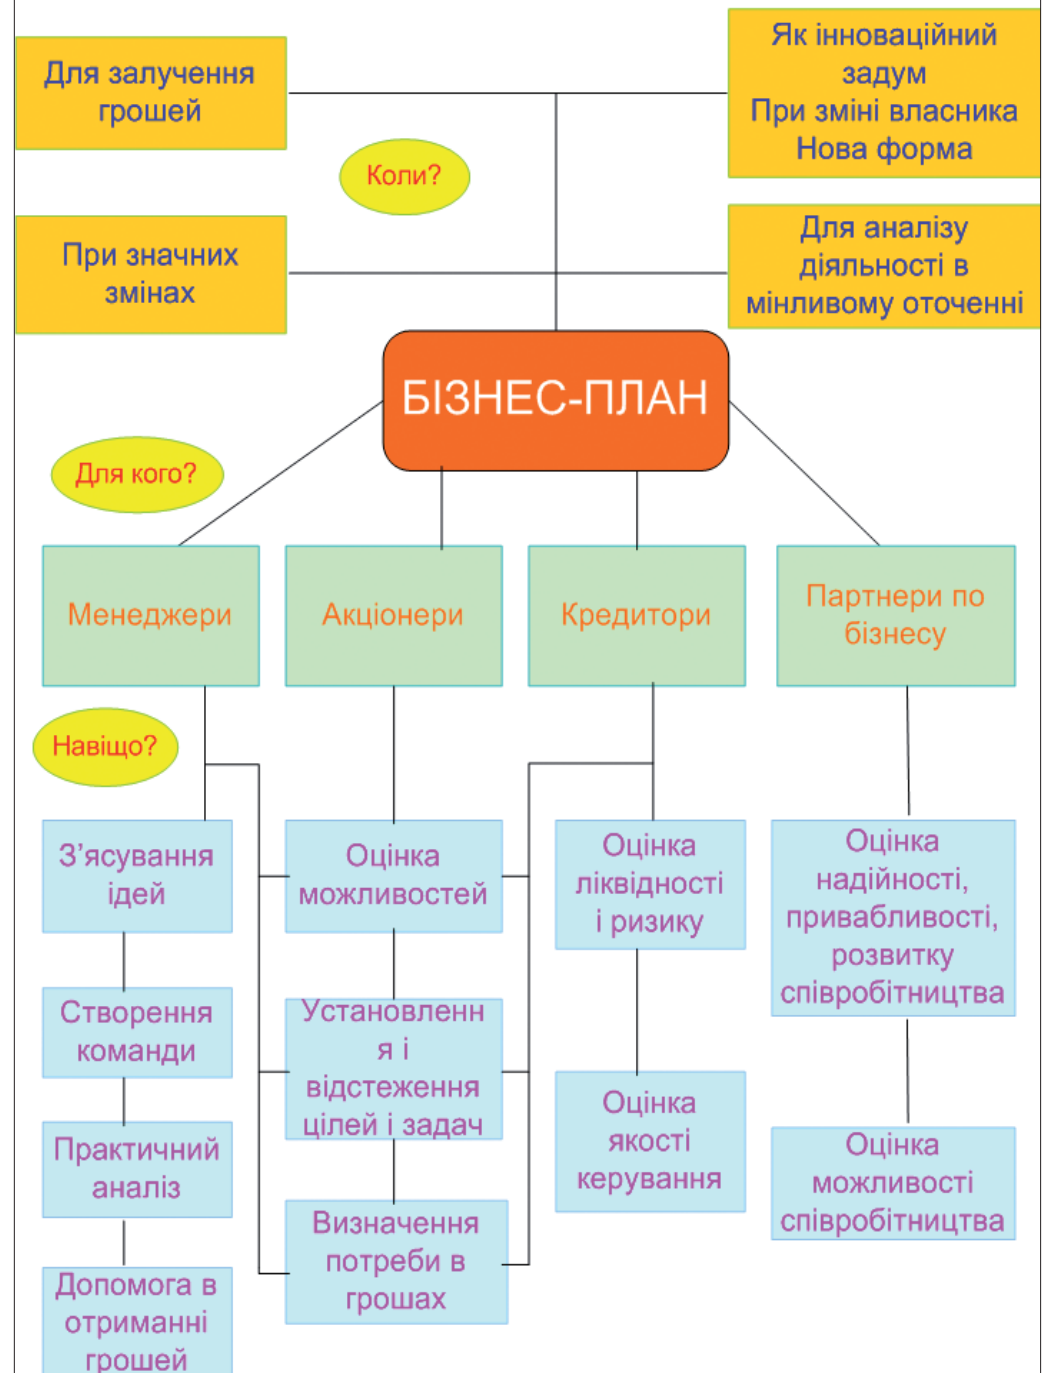 Для залучення
грошей
Як інноваційний
задум
При зміні власника
Нова форма
Коли?
При значних
змінах
Для аналізу
діяльності в
мінливому оточенні
БІЗНЕС-ПЛАН
Для кого?
Менеджери
Акціонери
Кредитори
Партнери по
бізнесу
Навіщо?
З’ясування
ідей
Оцінка
можливостей
Оцінка
ліквідності
і ризику
Оцінка
надійності,
привабливості,
розвитку
співробітництва
Створення
команди
Установленн
я і
відстеження
цілей і задач
Оцінка
якості
керування
Практичний
аналіз
Оцінка
можливості
співробітництва
Визначення
потреби в
грошах
Допомога в
отриманні
грошей